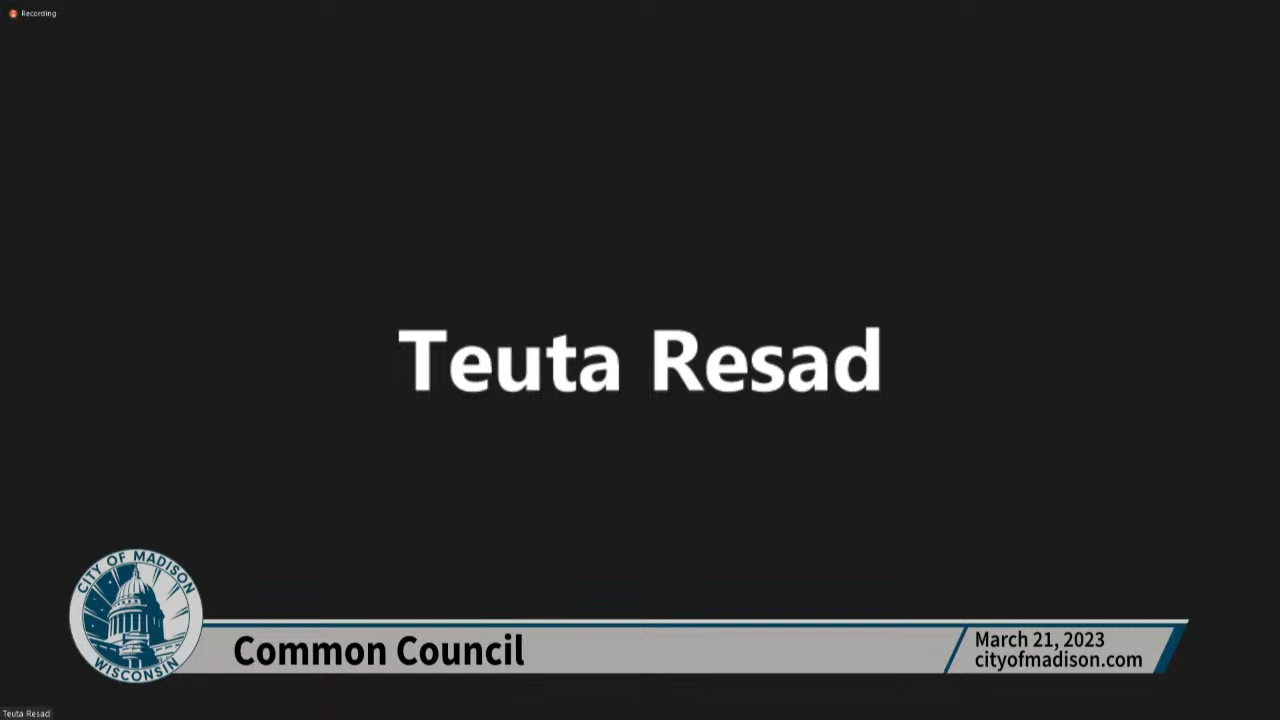 Recording
Teuta Resad
CITY OF MADISON
WISCONSIN
Common Council
March 21, 2023
cityofmadison.com
Teuta Resad